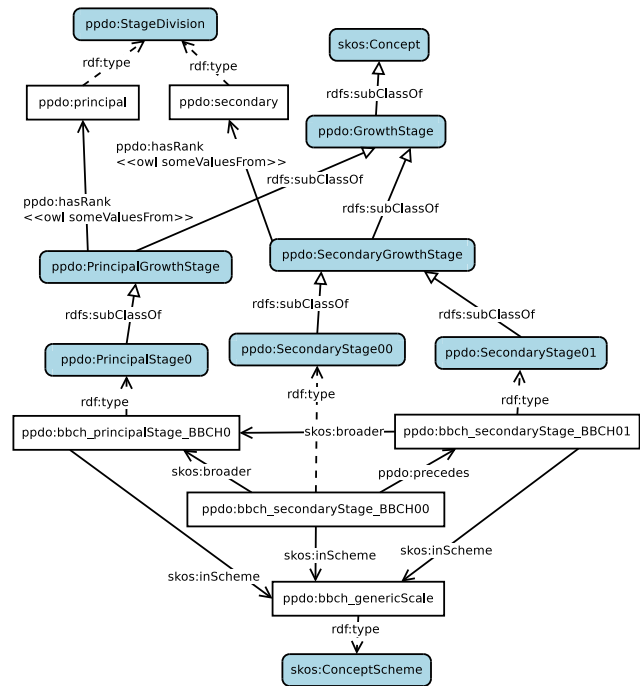 ppdo:StageDivision
skos:Concept
rdf:type
rdf:type
rdfs:subClassOf
ppdo:principal
ppdo:secondary
ppdo:GrowthStage
ppdo:hasRank
<<owl someValuesFrom>>
rdfs:subClassOf
ppdo:hasRank
<<owl someValuesFrom>>
rdfs:subClassOf
ppdo:PrincipalGrowthStage
ppdo:SecondaryGrowthStage
rdfs:subClassOf
rdfs:subClassOf
rdfs:subClassOf
ppdo:PrincipalStage0
ppdo:SecondaryStage00
ppdo:SecondaryStage01
rdf:type
rdf:type
rdf:type
ppdo:bbch_principalStage_BBCH0
skos:broader
ppdo:bbch_secondaryStage_BBCH01
skos:broader
ppdo:precedes
ppdo:bbch_secondaryStage_BBCH00
skos:inScheme
skos:inScheme
skos:inScheme
ppdo:bbch_genericScale
rdf:type
skos:ConceptScheme